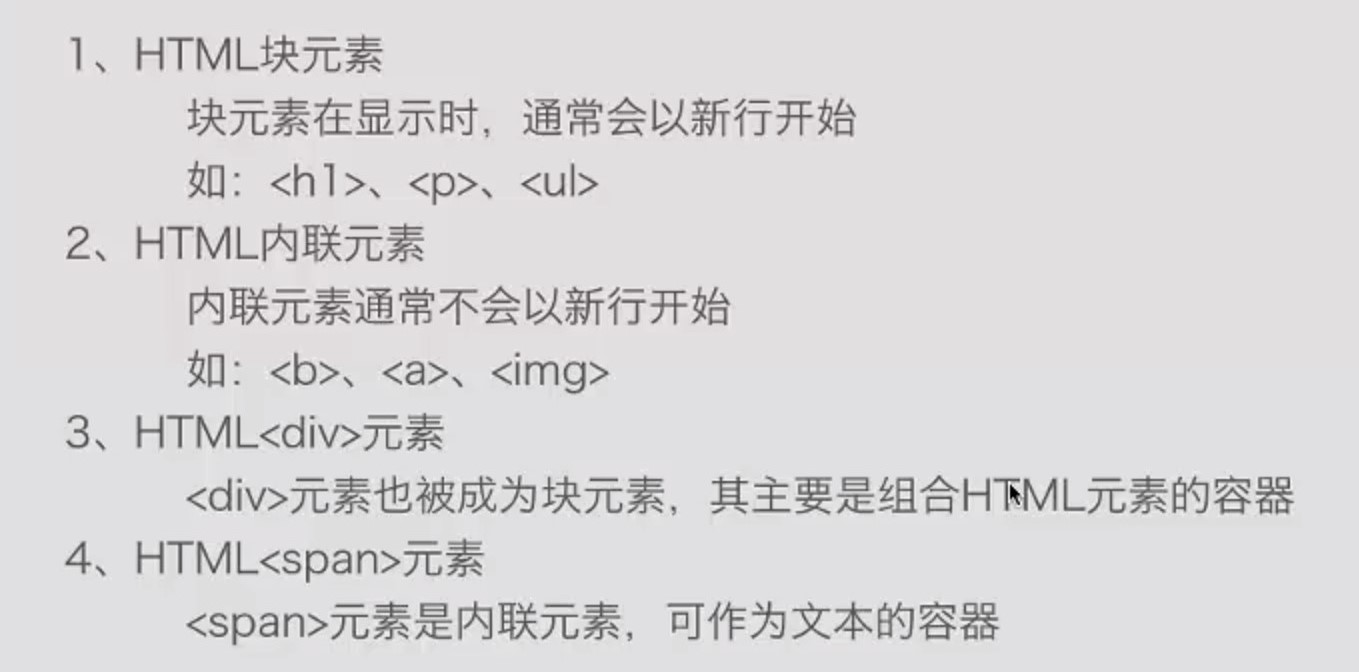 1、HTML块元素
块元素在显示时，通常会以新行开始
如：<h1>、<p>、<ul>
2、HTML内联元素
内联元素通常不会以新行开始
如：<b>、<a>、<img>
3、HTML<div>元素
<div>元素也被成为块元素，其主要是组合HTML元素的容器
4、HTML<span>元素
<span>元素是内联元素，可作为文本的容器